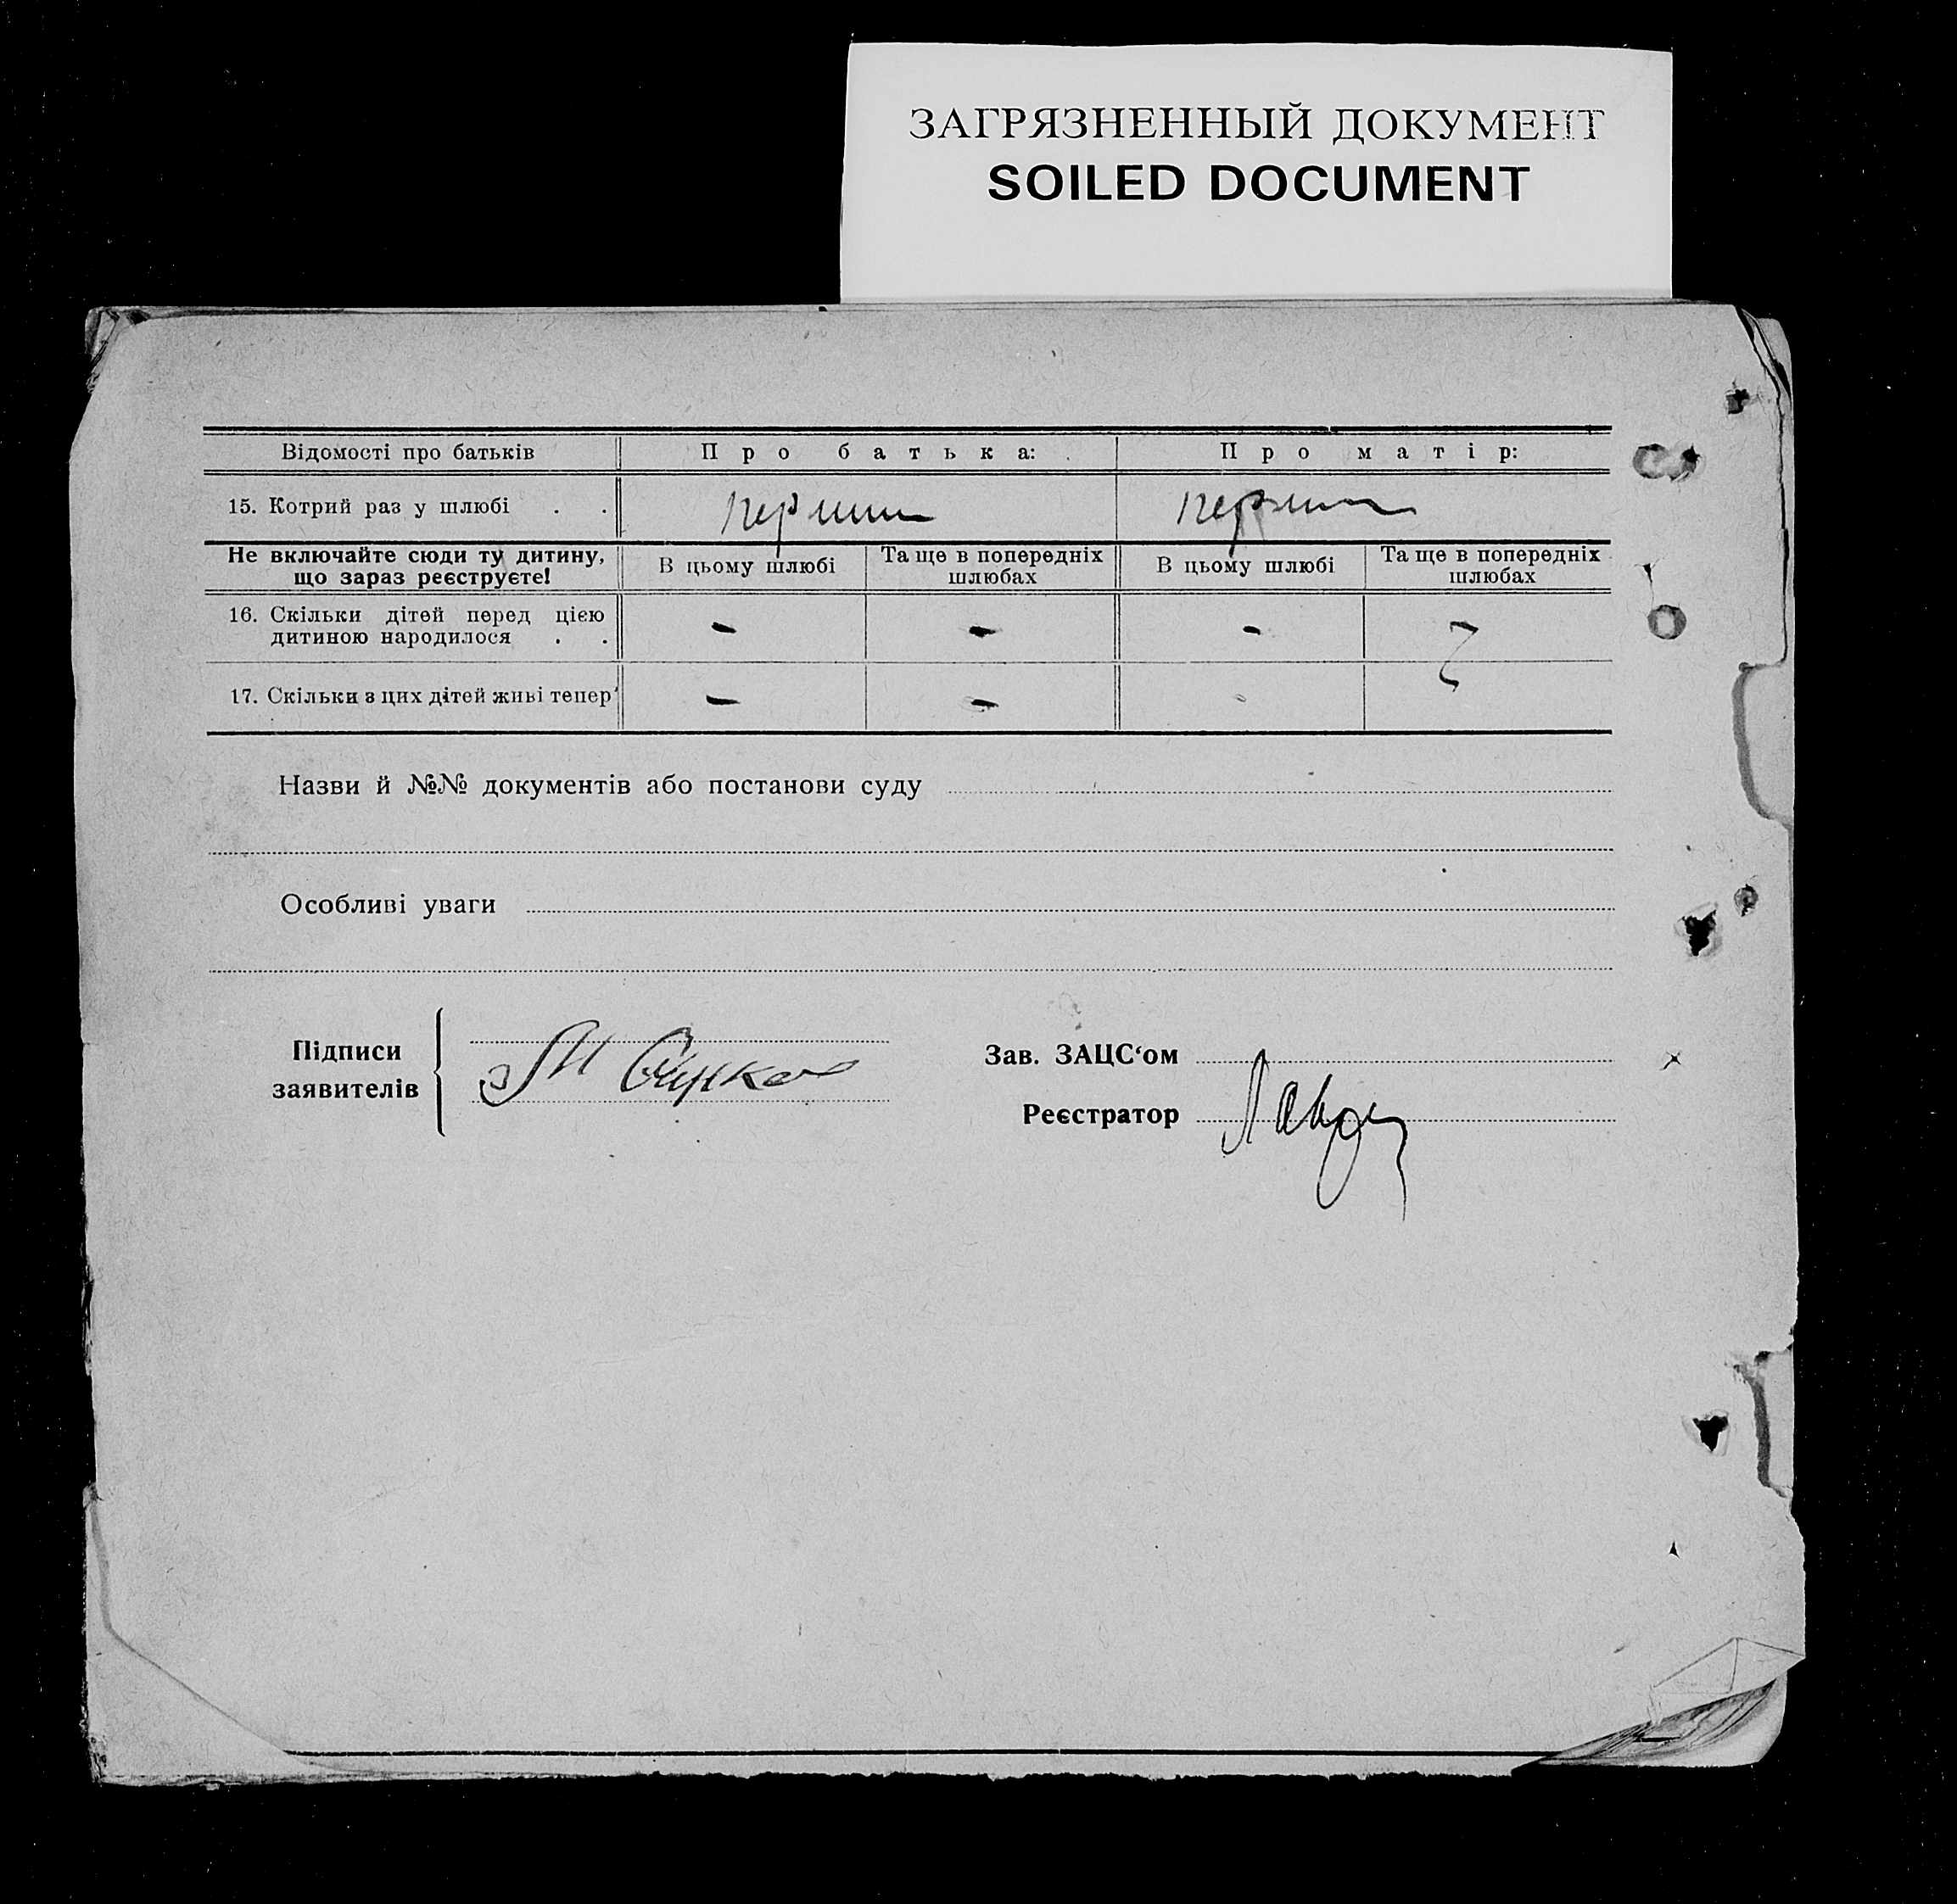 ЗАГРЯЗНЕННЫЙ ДОКУМЕНТ
SOILED DOCUMENT
Відомості про батьків Про батька: Про матір:
15. Котрий раз у шлюбі . . перший перший
Не включайте сюди ту дитину, що зараз реєструєте! В цьому шлюбі Та ще в попередніх шлюбах В цьому шлюбі Та ще в попередніх шлюбах
16. Скільки дітей перед цією
дитиною народилося . . - - -
17. Скільки з цих дітей живі тепер' - - -
Назви й №№ документів або постанови суду
Особливі уваги
Підписи
заявителів
Зав. ЗАЦС‘ом
Реєстратор